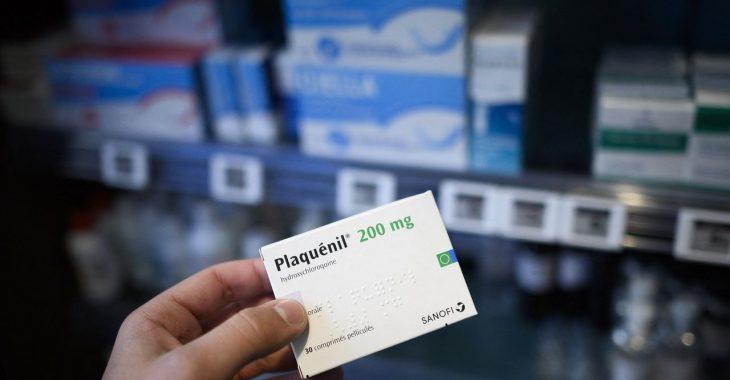 Plaquénil® 200 mg
hydroxychloroquine
orale
30 comprimés pelliculés
SANOFI